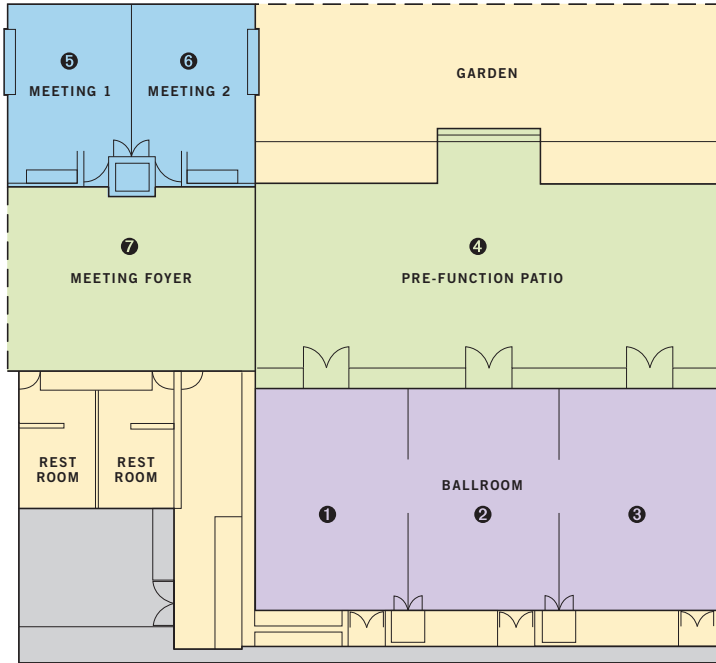 ❺
MEETING 1
❻
MEETING 2
GARDEN
❼
MEETING FOYER
❹
PRE-FUNCTION PATIO
REST
ROOM
REST
ROOM
BALLROOM
❶
❷
❸